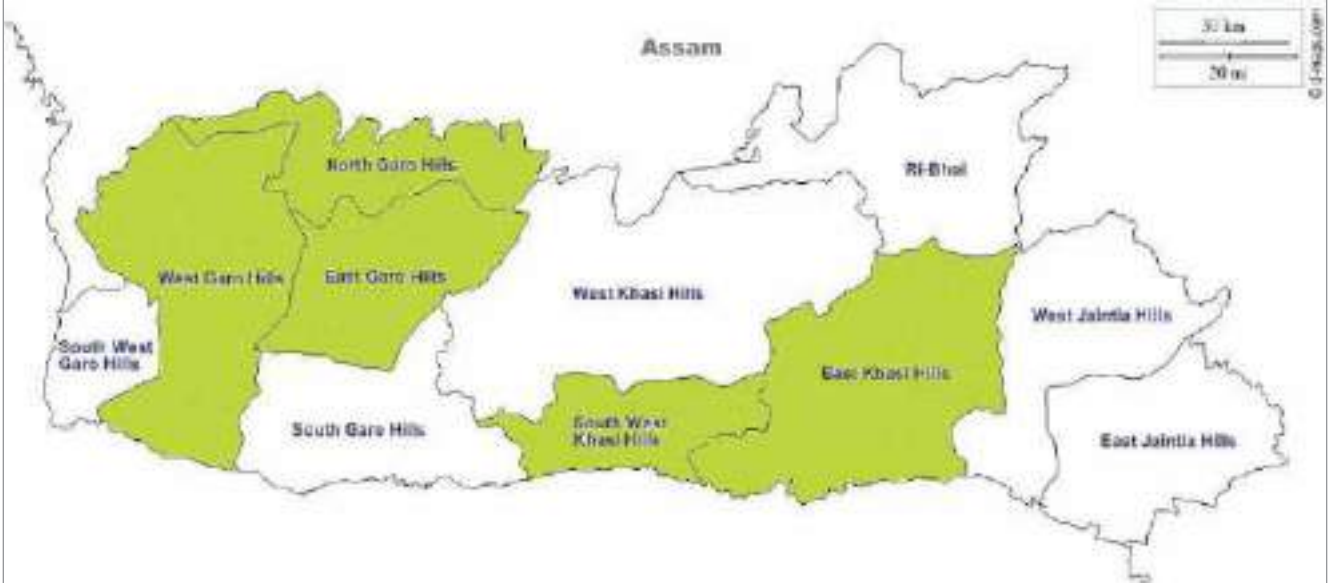 Assam
30 km
20 mi
© d-maps.com
North Garo Hills
Ri-Bhoi
West Garo Hills
East Garo Hills
West Khasi Hills
West Jaintia Hills
South West
Garo Hills
East Khasi Hills
South Garo Hills
South West
Khasi Hills
East Jaintia Hills